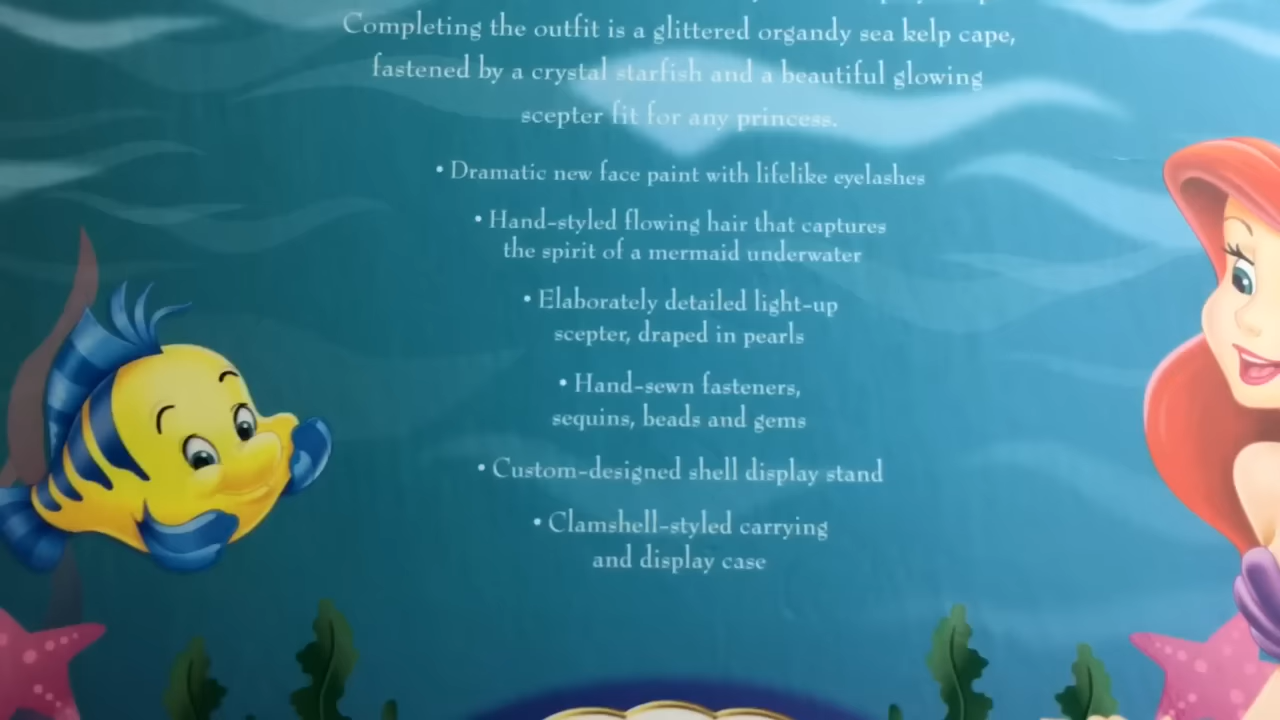 Completing the outfit is a glittered organdy sea kelp cape,
fastened by a crystal starfish and a beautiful glowing
scepter fit for any princess.
• Dramatic new face paint with lifelike eyelashes
• Hand-styled flowing hair that captures
the spirit of a mermaid underwater
• Elaborately detailed light-up
scepter, draped in pearls
• Hand-sewn fasteners,
sequins, beads and gems
• Custom-designed shell display stand
• Clamshell-styled carrying
and display case